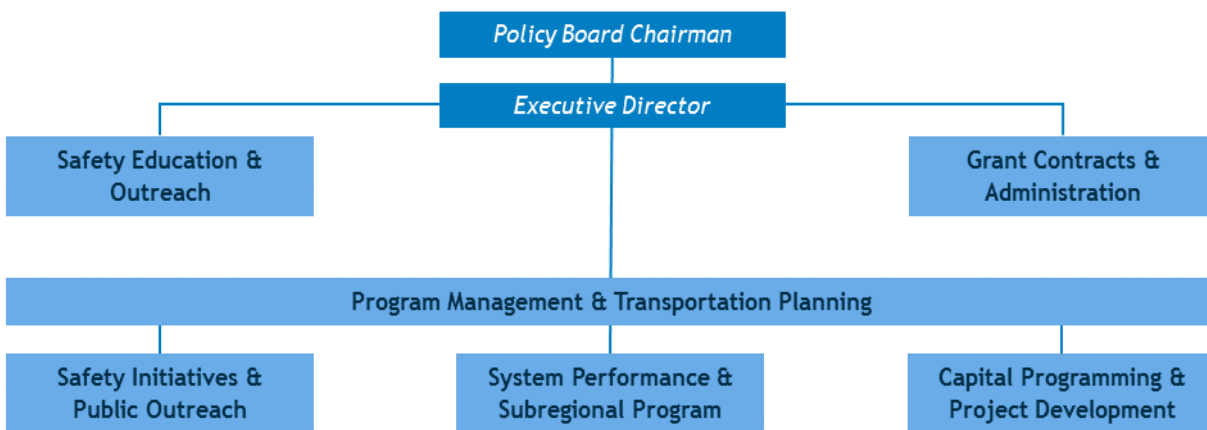 Policy Board Chairman
Executive Director
Safety Education &
Outreach
Grant Contracts &
Administration
Program Management & Transportation Planning
Safety Initiatives &
Public Outreach
System Performance &
Subregional Program
Capital Programming &
Project Development